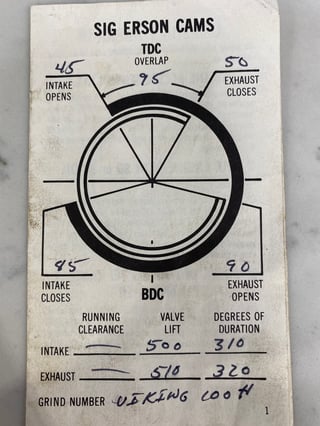 SIG ERSON CAMS
TDC
OVERLAP
45 95 50
INTAKE OPENS
EXHAUST CLOSES
85 90
INTAKE CLOSES
BDC
EXHAUST OPENS
RUNNING CLEARANCE VALVE LIFT DEGREES OF DURATION
INTAKE — 500 310
EXHAUST — 510 320
GRIND NUMBER VIKING
1